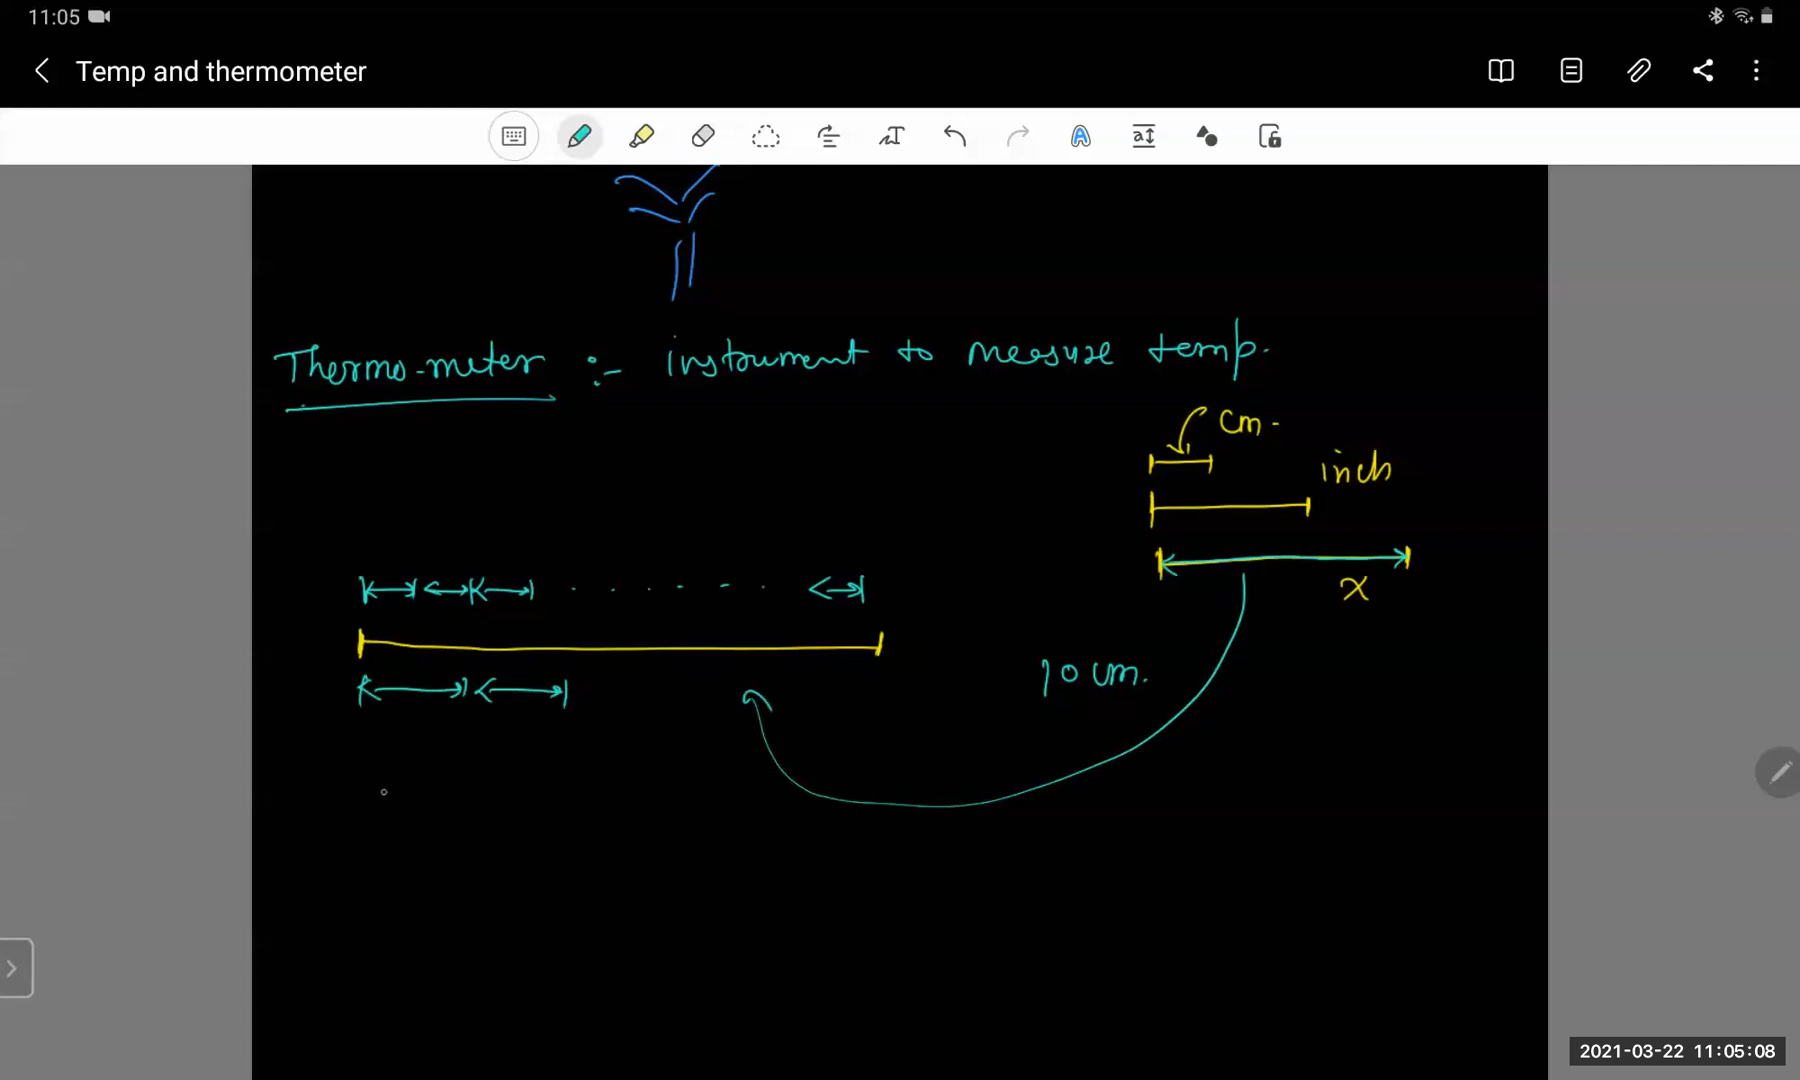 11:05
Temp and thermometer
Thermo-meter :- instrument to measure temp.
cm.
inch
x
10 cm.
2021-03-22 11:05:08